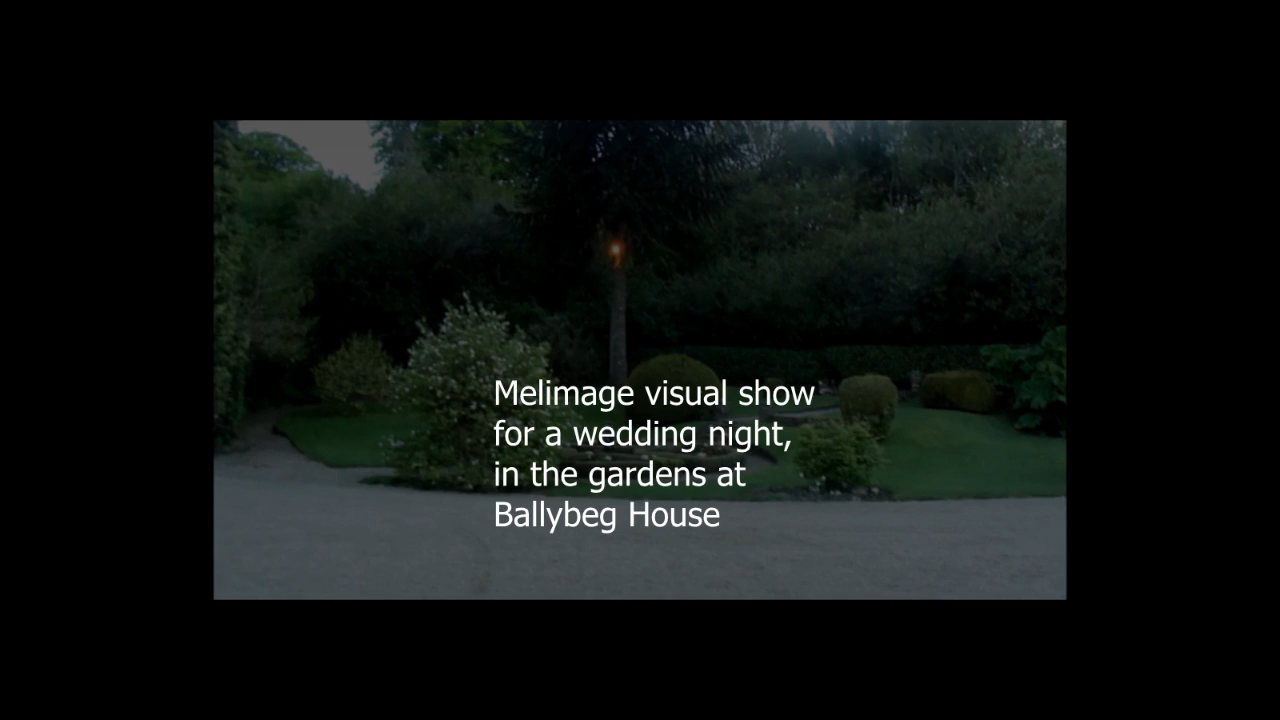 Melimage visual show
for a wedding night,
in the gardens at
Ballybeg House